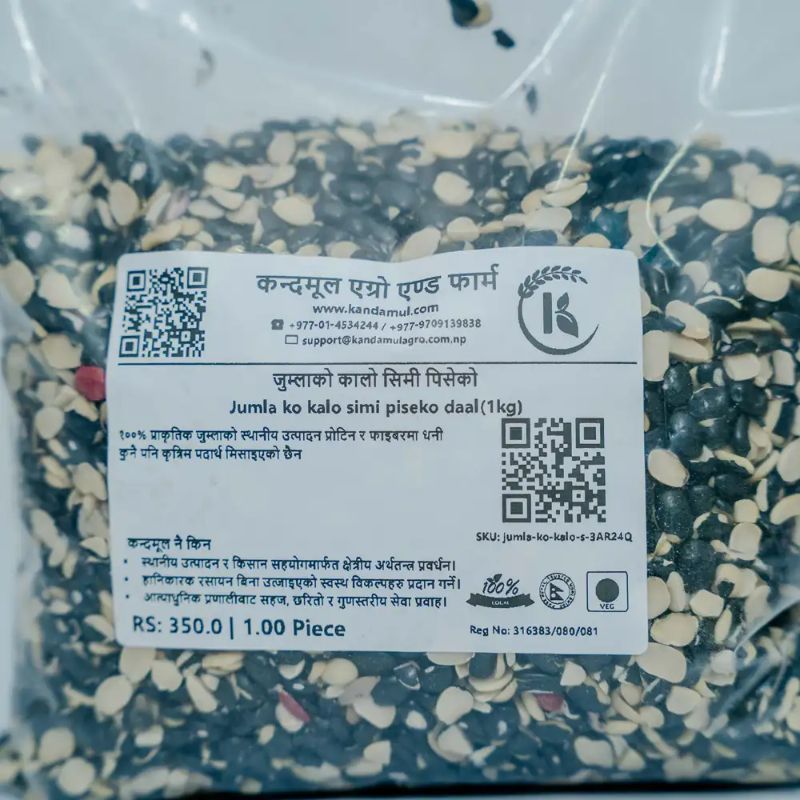 कन्दमूल एग्रो एण्ड फार्म
www.kandamul.com
+977-01-4534244 / +977-9709139838
support@kandamulagro.com.np
जुम्लाको कालो सिमी पिसेको
Jumla ko kalo simi piseko daal(1kg)
१००% प्राकृतिक जुम्लाको स्थानीय उत्पादन प्रोटिन र फाइबरमा धनी
कुनै पनि कृत्रिम पदार्थ मिसाइएको छैन
SKU: jumla-ko-kalo-s-3AR24Q
कन्दमूल नै किन
• स्थानीय उत्पादन र किसान सहयोगमार्फत क्षेत्रीय अर्थतन्त्र प्रवर्धन।
• हानिकारक रसायन बिना उब्जाइएको स्वस्थ विकल्पहरु प्रदान गर्ने।
• आत्याधुनिक प्रणालीबाट सहज, छरितो र गुणस्तरीय सेवा प्रवाह।
100%
LOCAL
VEG
RS: 350.0 | 1.00 Piece
Reg No: 316383/080/081